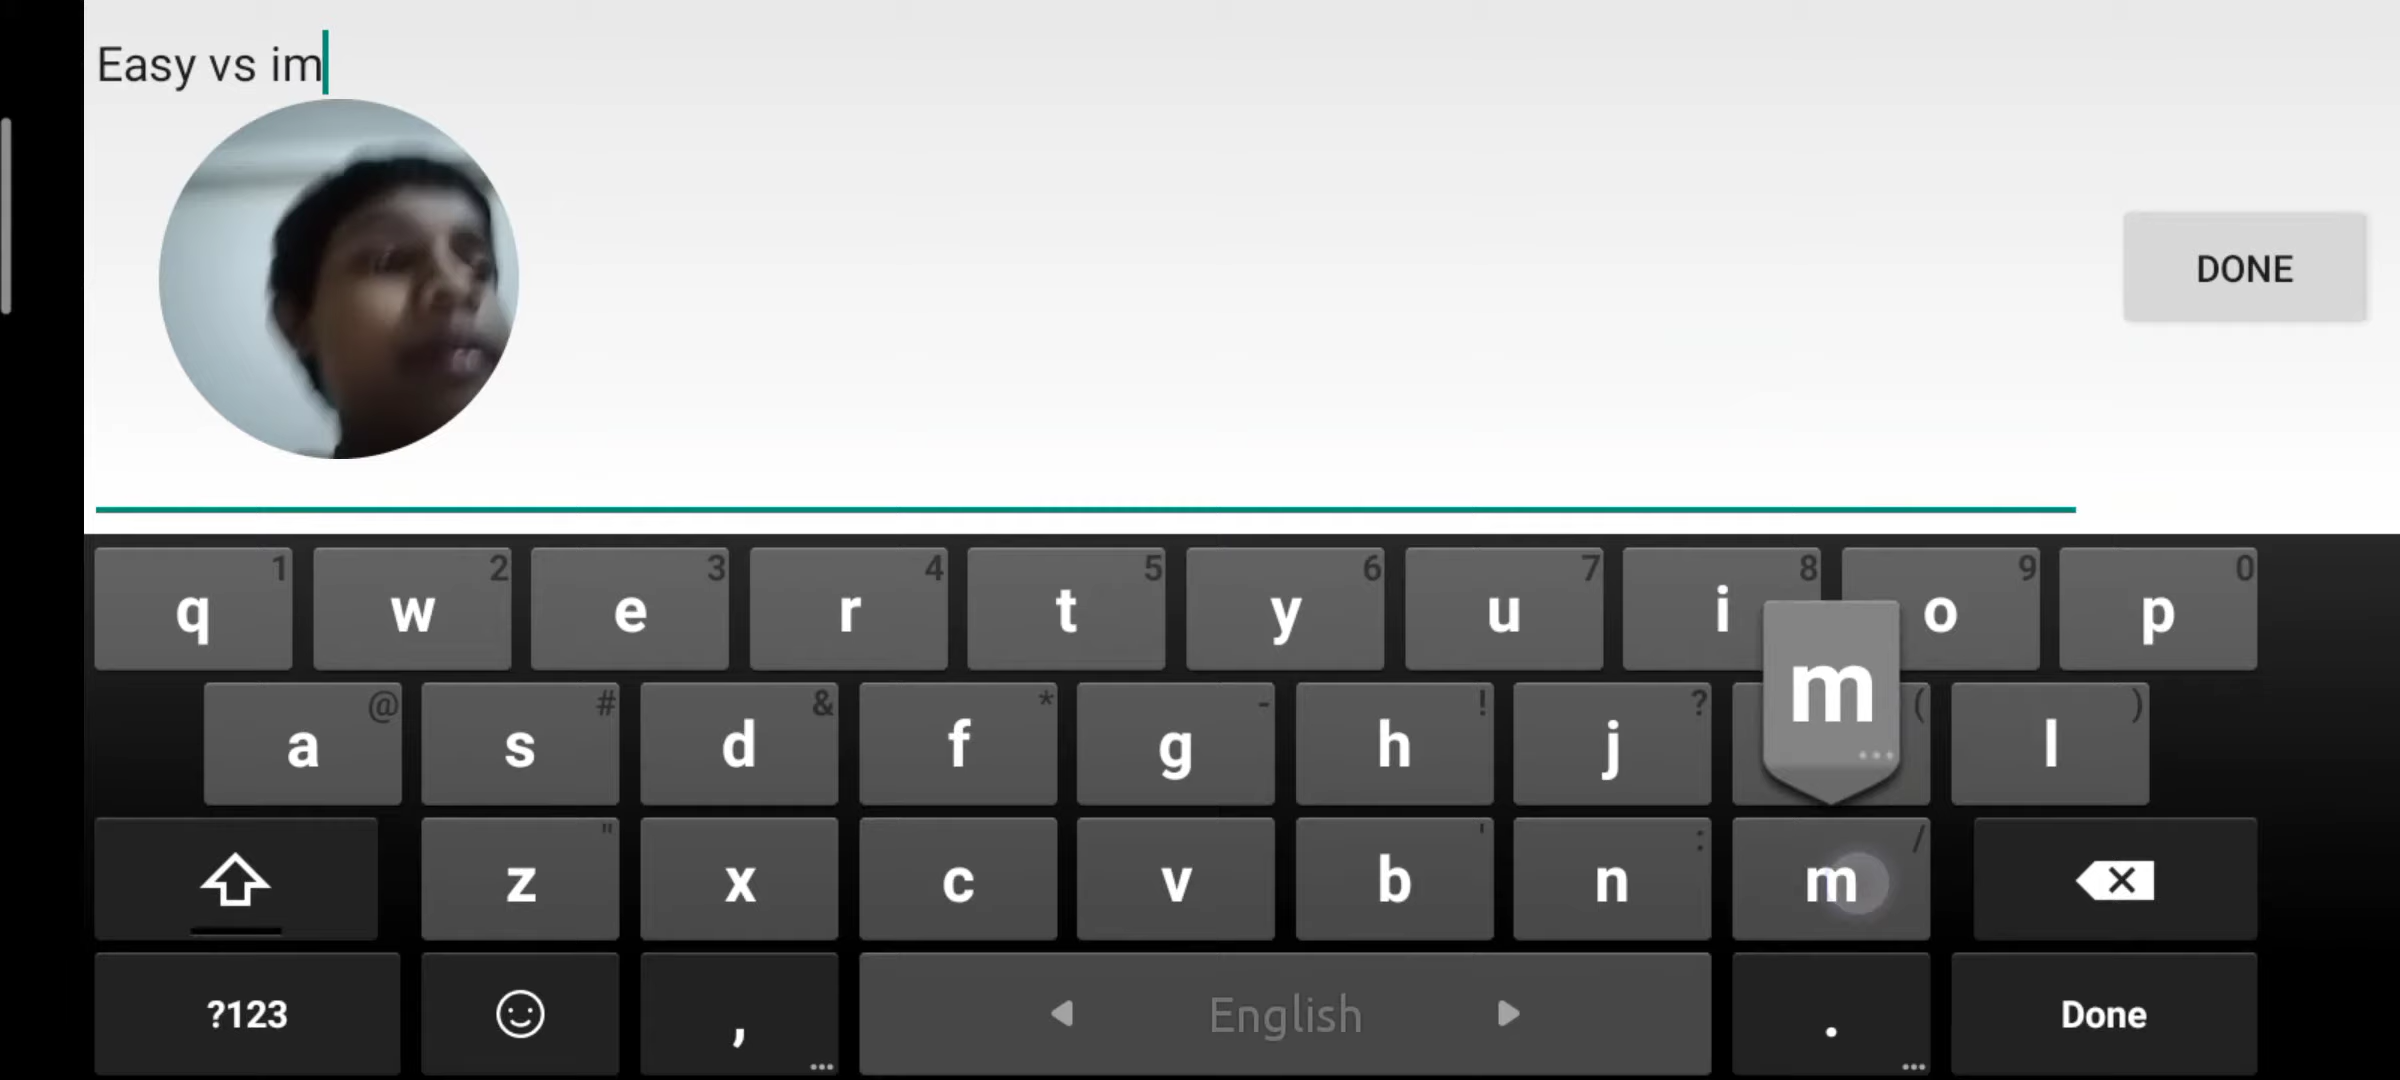 Easy vs im
DONE
q 1 w 2 e 3 r 4 t 5 y 6 u 7 i 8 o 9 p 0
a @ s # d & f * g - h ! j ? m ( l )
z " x c v b ' n : m /
?123 , English . Done